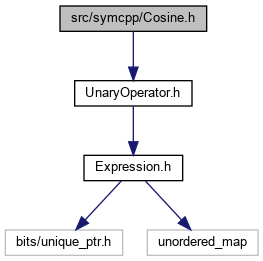 src/symcpp/Cosine.h
UnaryOperator.h
Expression.h
bits/unique_ptr.h
unordered_map